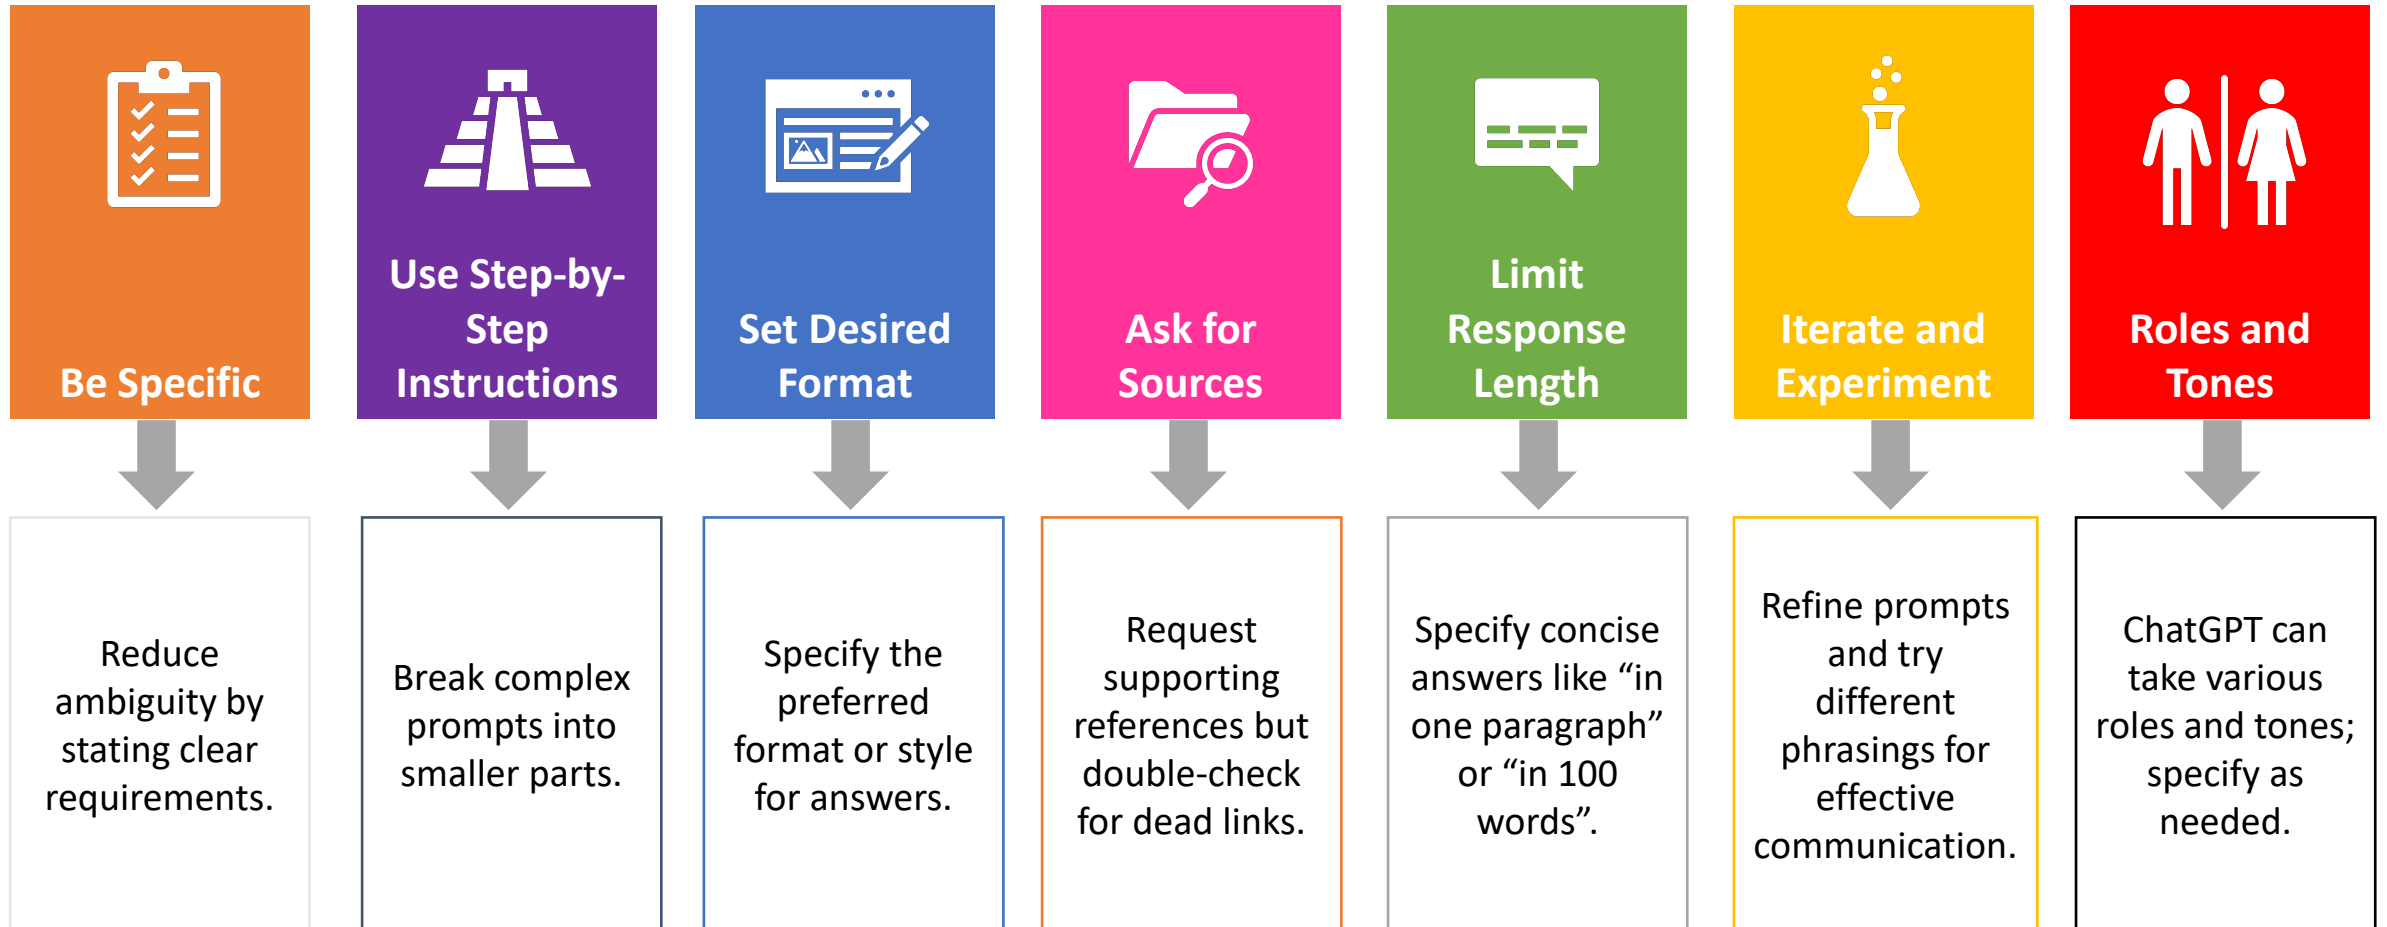 Be Specific
Use Step-by-
Step
Instructions
Set Desired
Format
Ask for
Sources
Limit
Response
Length
Iterate and
Experiment
Roles and
Tones
Reduce
ambiguity by
stating clear
requirements.
Break complex
prompts into
smaller parts.
Specify the
preferred
format or style
for answers.
Request
supporting
references but
double-check
for dead links.
Specify concise
answers like “in
one paragraph”
or “in 100
words”.
Refine prompts
and try
different
phrasings for
effective
communication.
ChatGPT can
take various
roles and tones;
specify as
needed.